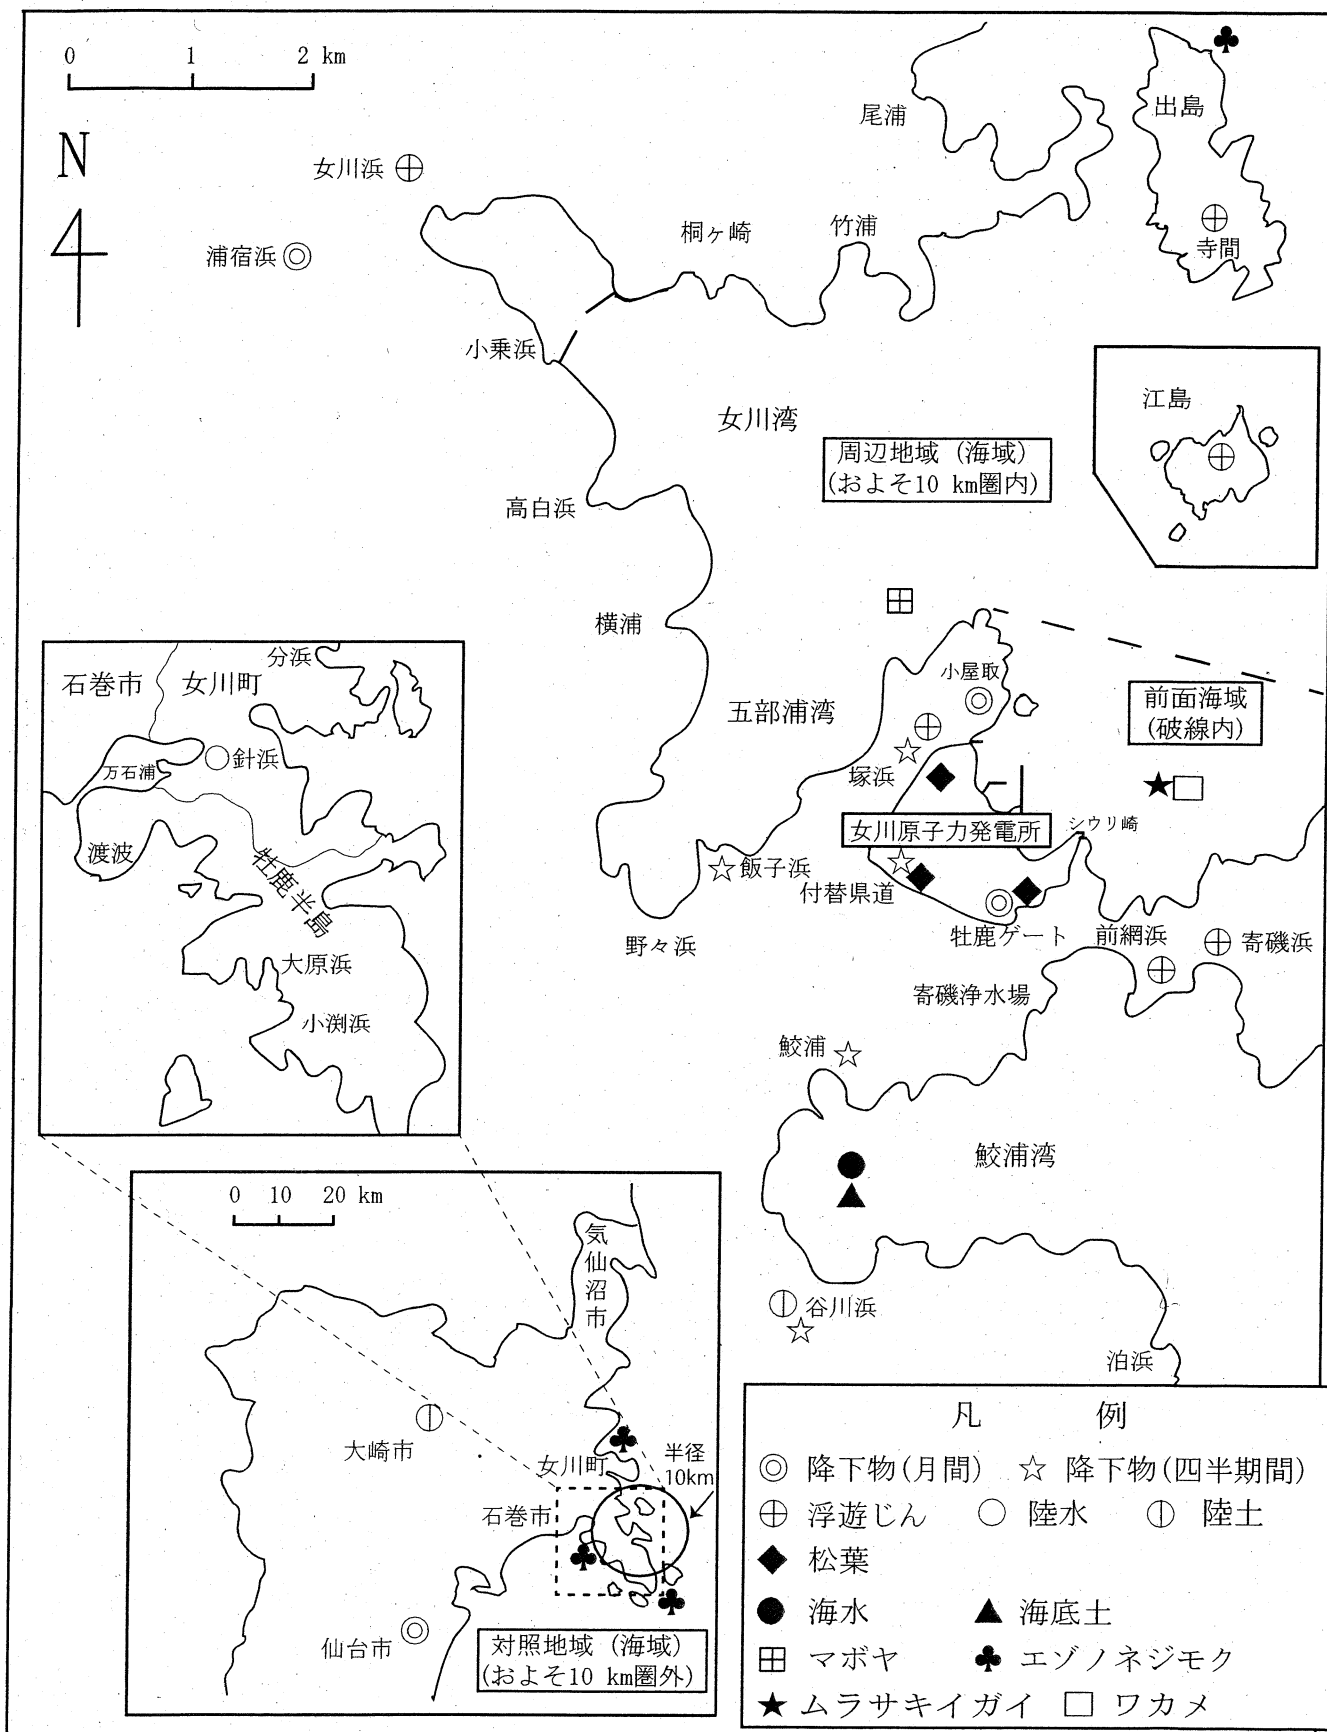 0 1 2 km
N
尾浦
出島
女川浜
寺間
浦宿浜
桐ヶ崎
竹浦
小乗浜
女川湾
江島
周辺地域（海域）
(およそ10 km圏内)
高白浜
横浦
小屋取
前面海域
(破線内)
五部浦湾
塚浜
女川原子力発電所
シウリ崎
飯子浜
付替県道
野々浜
牡鹿ゲート
前網浜
寄磯浜
寄磯浄水場
鮫浦
鮫浦湾
谷川浜
泊浜
分浜
石巻市
女川町
万石浦
針浜
渡波
牡鹿半島
大原浜
小渕浜
0 10 20 km
気仙沼市
大崎市
女川町
半径
10km
石巻市
仙台市
対照地域（海域）
(およそ10 km圏外)
凡例
降下物(月間) 降下物(四半期間)
浮遊じん 陸水 陸土
松葉
海水 海底土
マボヤ エゾノネジモク
ムラサキイガイ ワカメ